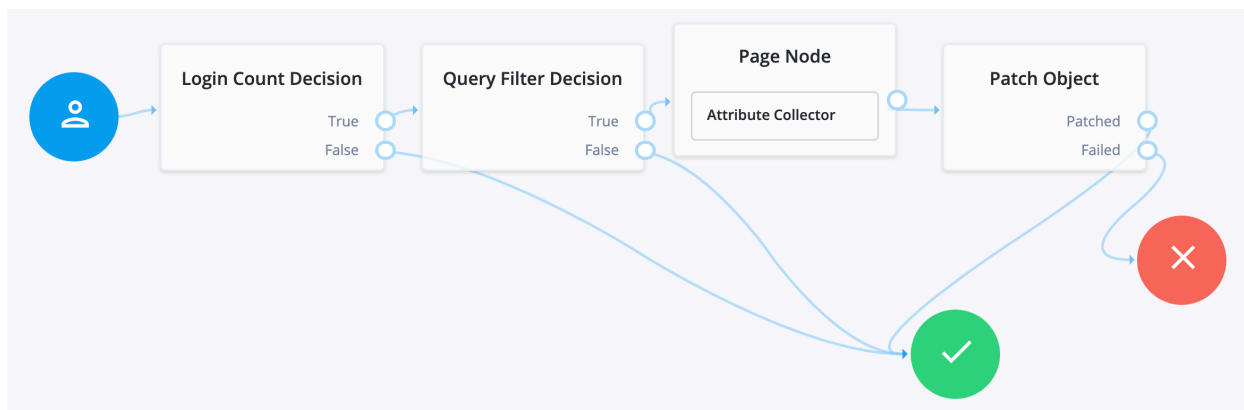 Login Count Decision
True
False
Query Filter Decision
True
False
Page Node
Attribute Collector
Patch Object
Patched
Failed